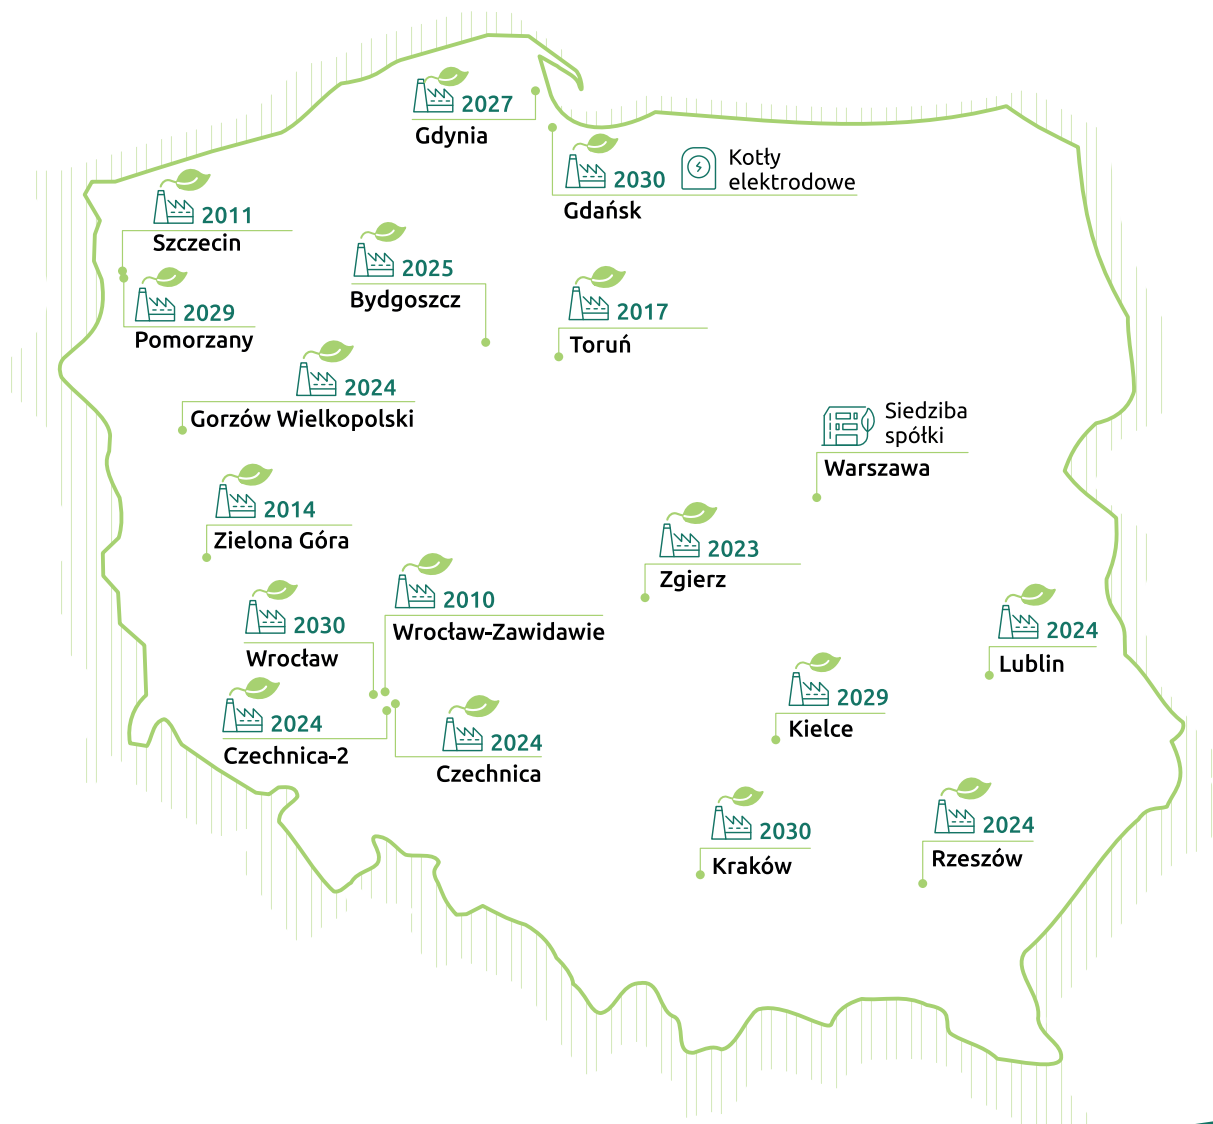 2027
Gdynia
2030
Kotły
elektrodowe
Gdańsk
2011
Szczecin
2025
Bydgoszcz
2029
Pomorzany
2017
Toruń
2024
Gorzów Wielkopolski
Siedziba
spółki
Warszawa
2014
Zielona Góra
2023
Zgierz
2010
Wrocław-Zawidawie
2030
Wrocław
2024
Lublin
2024
Czechnica-2
2024
Czechnica
2029
Kielce
2030
Kraków
2024
Rzeszów